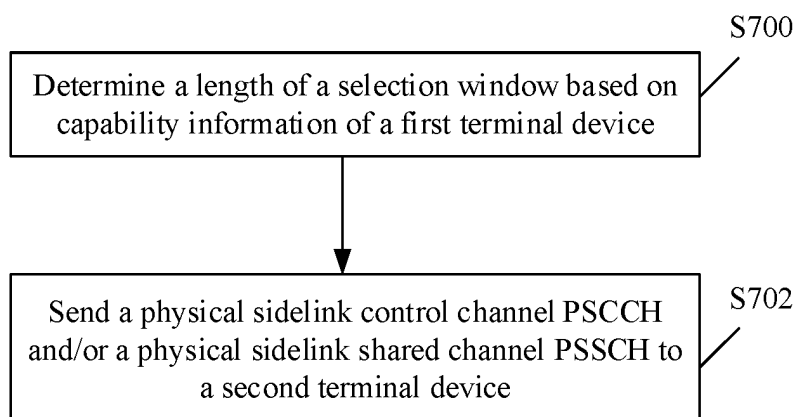 S700
Determine a length of a selection window based on
capability information of a first terminal device
S702
Send a physical sidelink control channel PSCCH
and/or a physical sidelink shared channel PSSCH to
a second terminal device